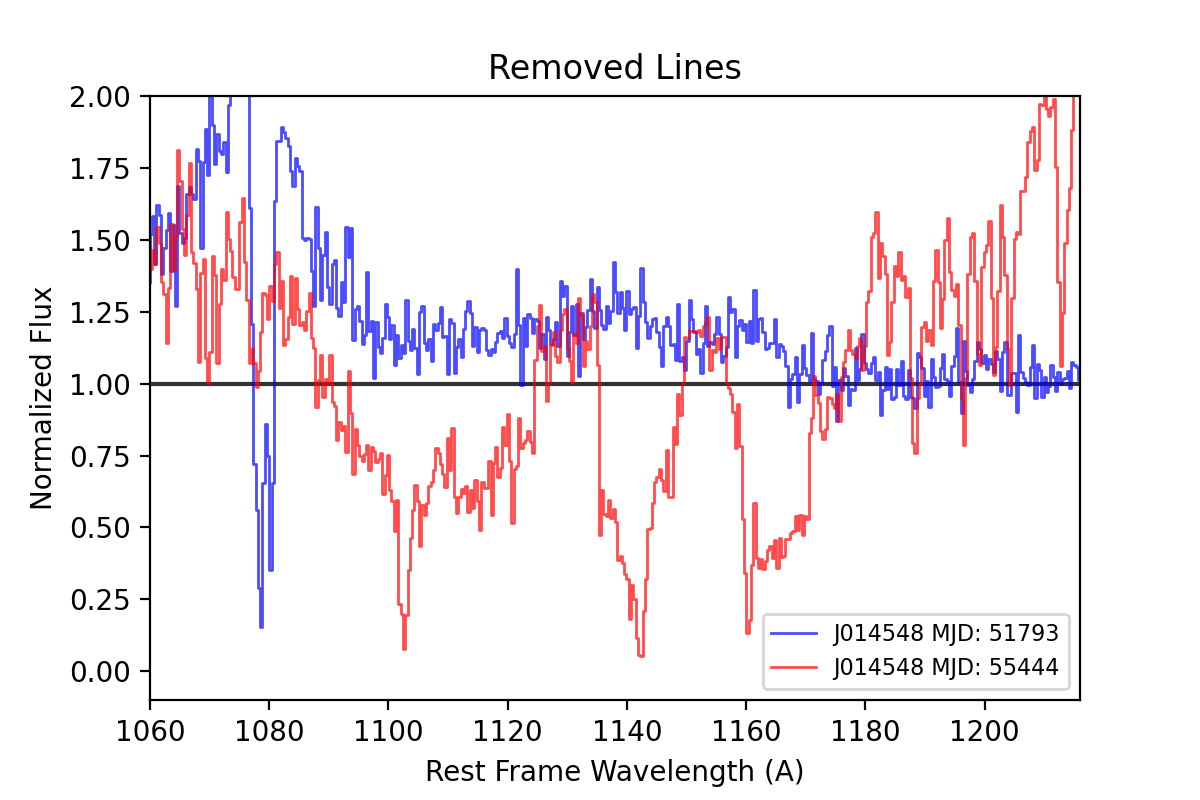 Removed Lines
Normalized Flux
2.00
1.75
1.50
1.25
1.00
0.75
0.50
0.25
0.00
J014548 MJD: 51793
J014548 MJD: 55444
1060 1080 1100 1120 1140 1160 1180 1200
Rest Frame Wavelength (A)